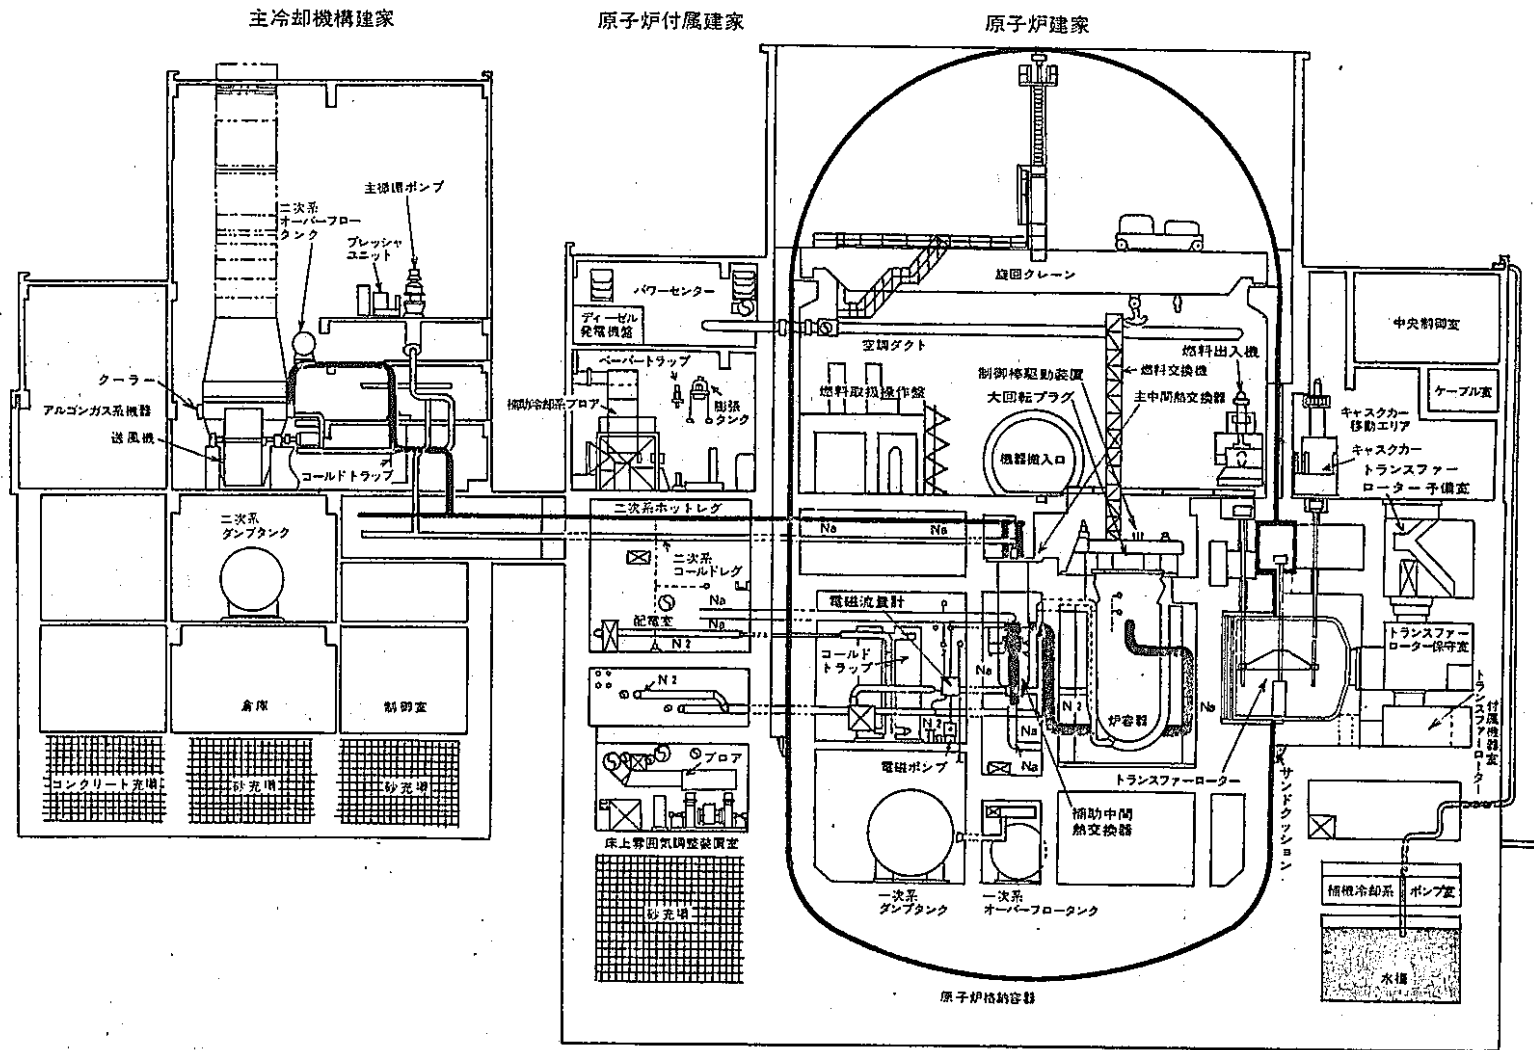 主冷却機構建家
原子炉付属建家
原子炉建家
主循環ポンプ
二次系
オーバーフロー
タンク
プレッシャ
ユニット
クーラー
アルゴンガス系機器
送風機
コールドトラップ
二次系
ダンプタンク
倉庫
制御室
コンクリート充填
砂充填
砂充填
パワーセンター
ディーゼル
発電機盤
ベーパートラップ
補助冷却系ブロア
膨張
タンク
二次系ホットレグ
二次系
コールドレグ
配電室
Na
Na
N2
N2
ブロア
床上雰囲気調整装置室
砂充填
旋回クレーン
空調ダクト
燃料出入機
制御棒駆動装置
燃料交換機
大回転プラグ
主中間熱交換器
燃料取扱操作盤
機器搬入口
Na
Na
Na
電磁流量計
コールド
トラップ
Na
N2
N2
炉容器
Na
Na
Na
電磁ポンプ
トランスファーローター
補助中間
熱交換器
一次系
ダンプタンク
一次系
オーバーフロータンク
原子炉格納容器
中央制御室
ケーブル室
キャスクカー
移動エリア
キャスクカー
トランスファー
ローター予備室
トランスファー
ローター保守室
トランスファーローター
付属機器室
サンドクッション
補機冷却系
ポンプ室
水槽